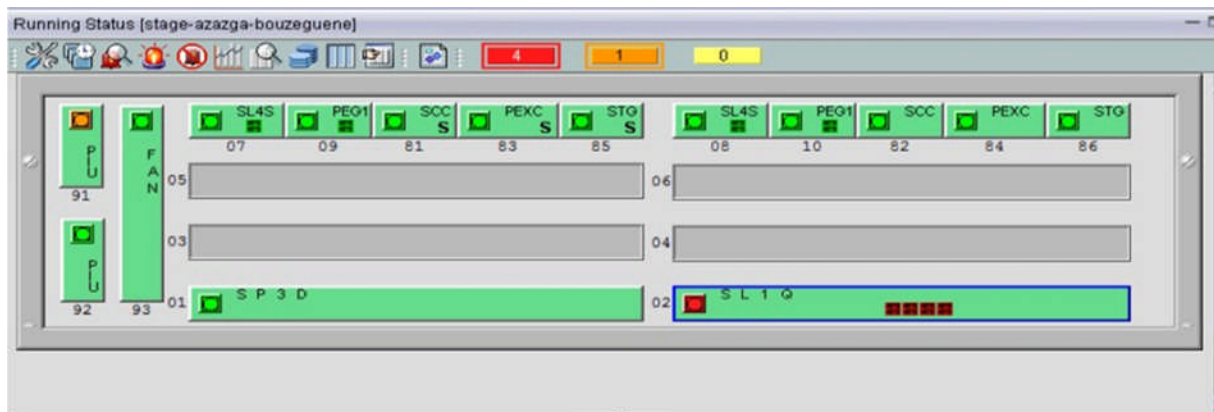 Running Status [stage-azazga-bouzeguene]
4 1 0
SL4S PEG1 SCC S PEXC S STG S SL4S PEG1 SCC PEXC STG
07 09 81 83 85 08 10 82 84 86
PIU
91
FAN
05 06
03 04
PIU
92 93
01 SP3D 02 SL1Q